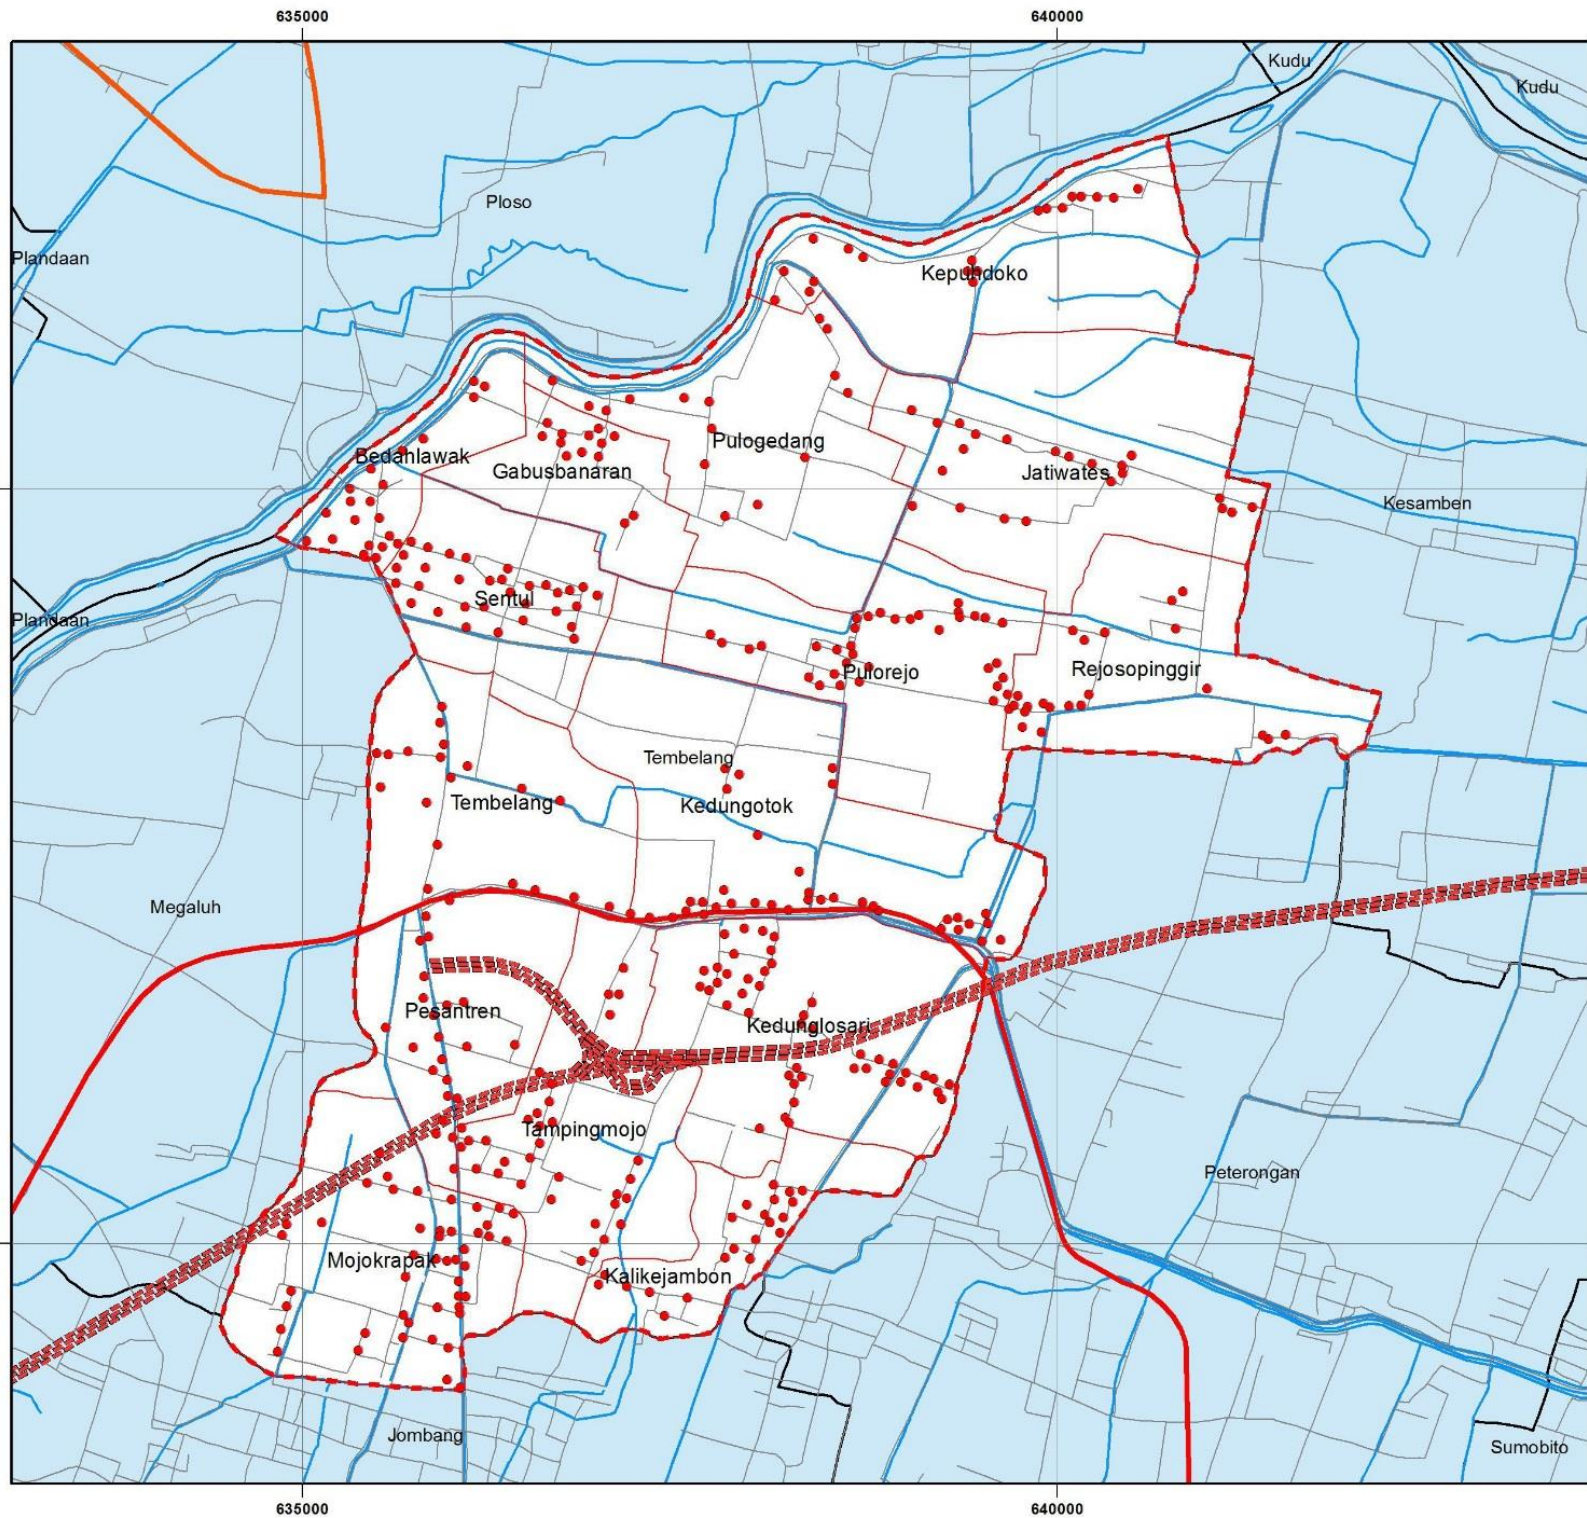 635000
640000
Kudu
Kudu
Ploso
Plandaan
Kepuhdoko
Pulogedang
Bedahlawak
Gabusbanaran
Jatiwates
Kesamben
Sentul
Plandaan
Pulorejo
Rejosopinggir
Tembelang
Tembelang
Kedungotok
Megaluh
Pesantren
Kedunglosari
Tampingmojo
Peterongan
Mojokrapak
Kalikejambon
Jombang
Sumobito
635000
640000